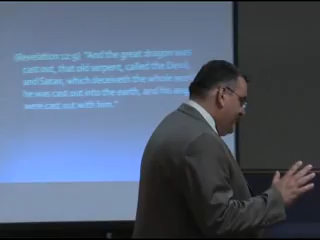 (Revelation 12:9) "And the great dragon was
cast out, that old serpent, called the Devil,
and Satan, which deceiveth the whole
he was cast out into the earth, and his
were cast out with him."